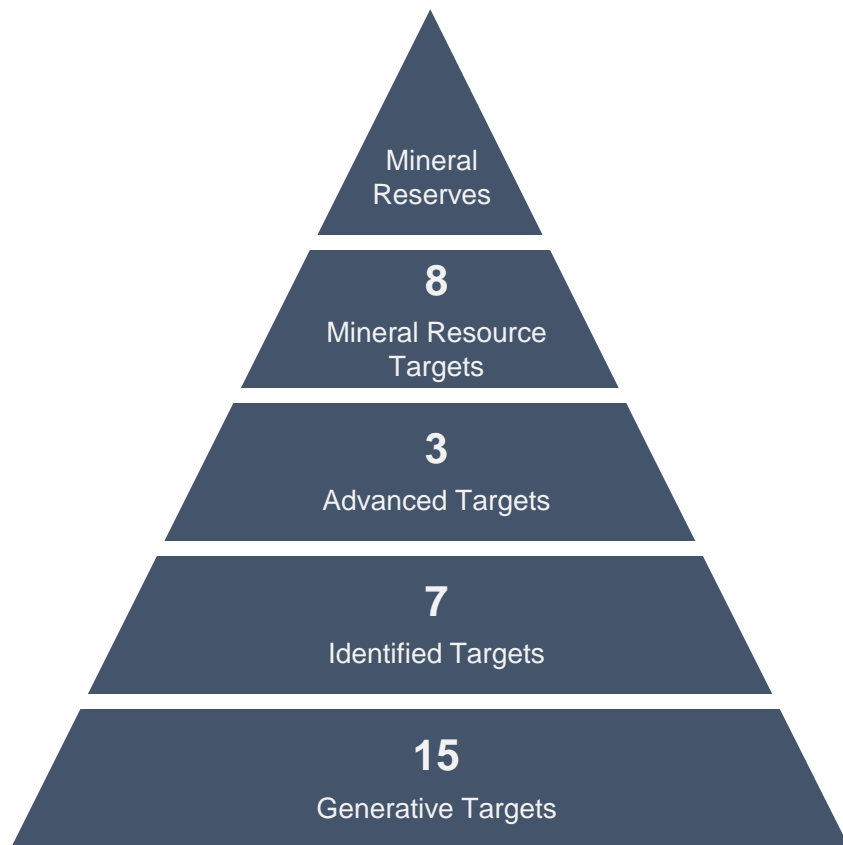 Mineral
Reserves
8
Mineral Resource
Targets
3
Advanced Targets
7
Identified Targets
15
Generative Targets